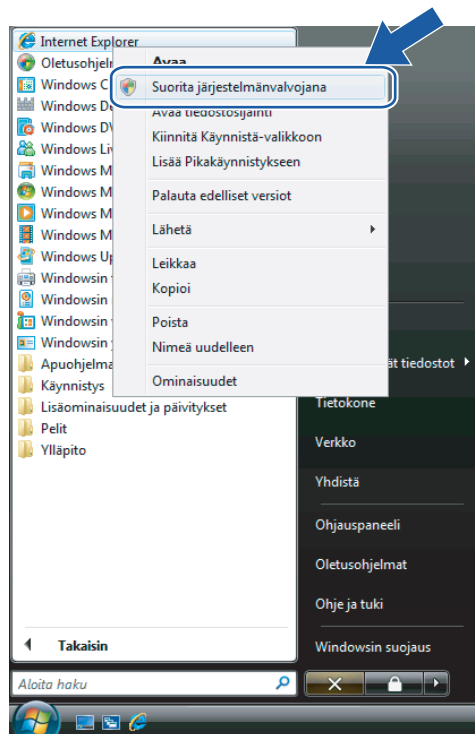 Internet Explorer
Oletusohjelr
Windows C
Windows De
Windows DV
Windows Liv
Windows M
Windows M
Windows M
Windows M
Windows Up
Windowsin
Windowsin
Windowsin
Windowsin
Apuohjelma
Käynnistys
Lisäominaisuudet ja päivitykset
Pelit
Ylläpito
Takaisin
Aloita haku
Avaa
Suorita järjestelmänvalvojana
Avaa tiedostosijainti
Kiinnitä Käynnistä-valikkoon
Lisää Pikakäynnistykseen
Palauta edelliset versiot
Lähetä
Leikkaa
Kopioi
Poista
Nimeä uudelleen
Ominaisuudet
ät tiedostot
Tietokone
Verkko
Yhdistä
Ohjauspaneeli
Oletusohjelmat
Ohje ja tuki
Windowsin suojaus